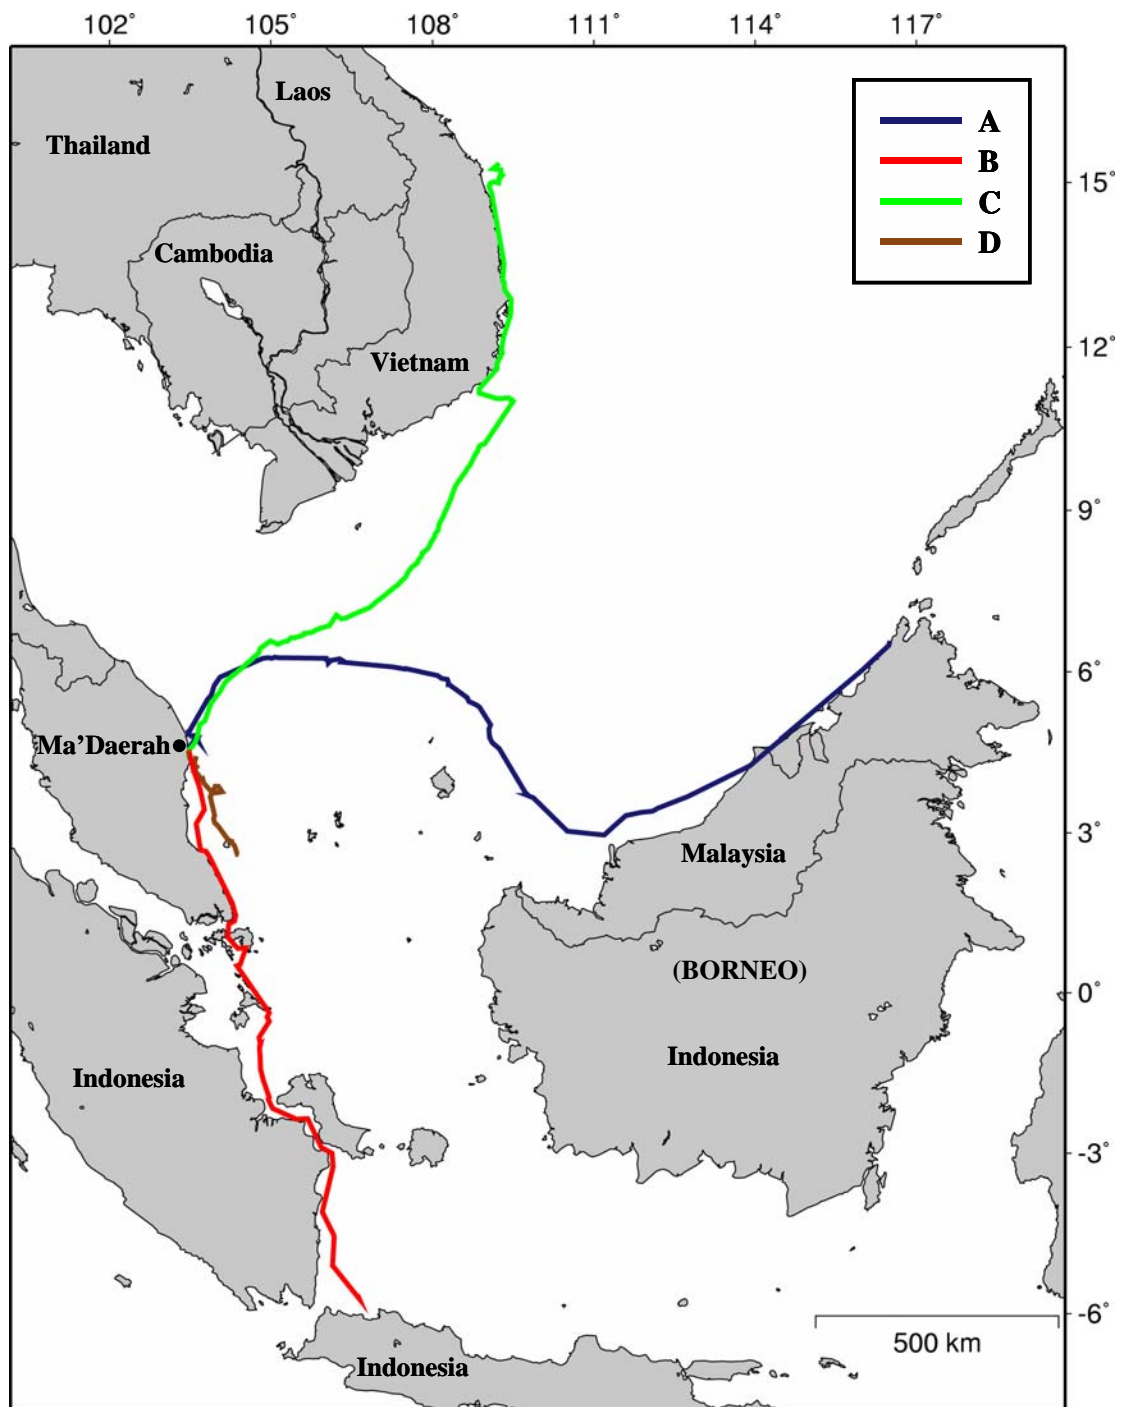 102° 105° 108° 111° 114° 117°
Laos
A
Thailand
B
15°
C
D
Cambodia
12°
Vietnam
9°
6°
Ma’Daerah
3°
Malaysia
(BORNEO)
0°
Indonesia
Indonesia
-3°
-6°
500 km
Indonesia